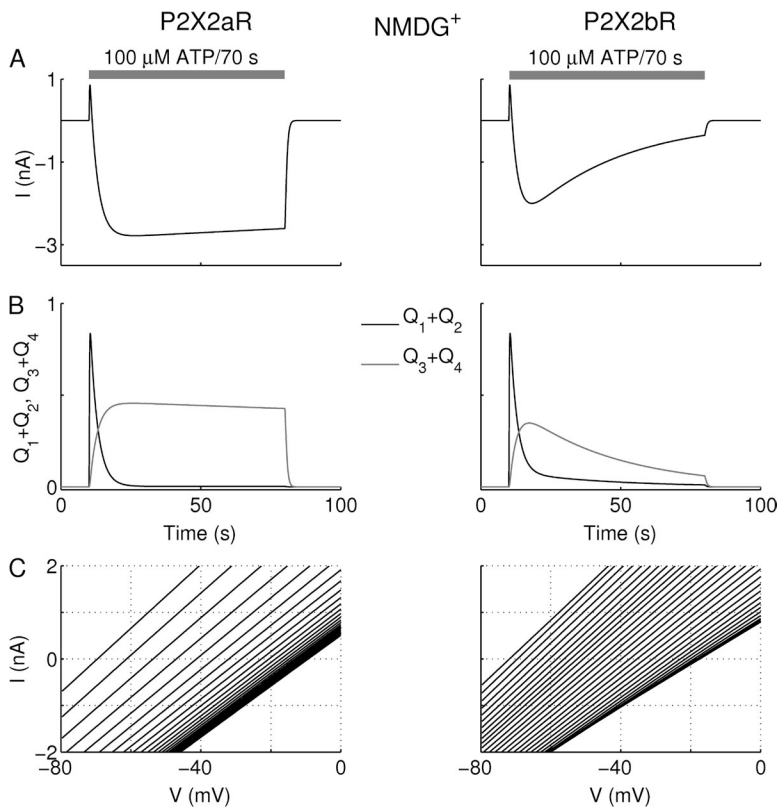 P2X2aR NMDG⁺ P2X2bR
A
100 μM ATP/70 s 100 μM ATP/70 s
1
−1
−3
I (nA)
B
1
0
Q₁+Q₂, Q₃+Q₄
Q₁+Q₂
Q₃+Q₄
0 50 100 0 50 100
Time (s) Time (s)
C
2
0
−2
I (nA)
−80 −40 0 −80 −40 0
V (mV) V (mV)